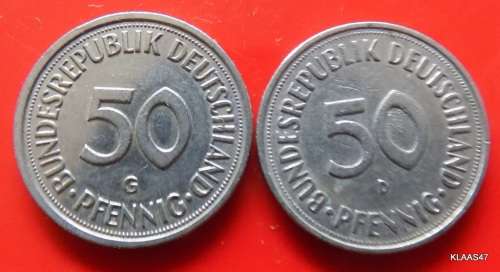 BUNDESREPUBLIK DEUTSCHLAND
50
G
· PFENNIG ·
BUNDESREPUBLIK DEUTSCHLAND
50
D
· PFENNIG ·
KLAAS47